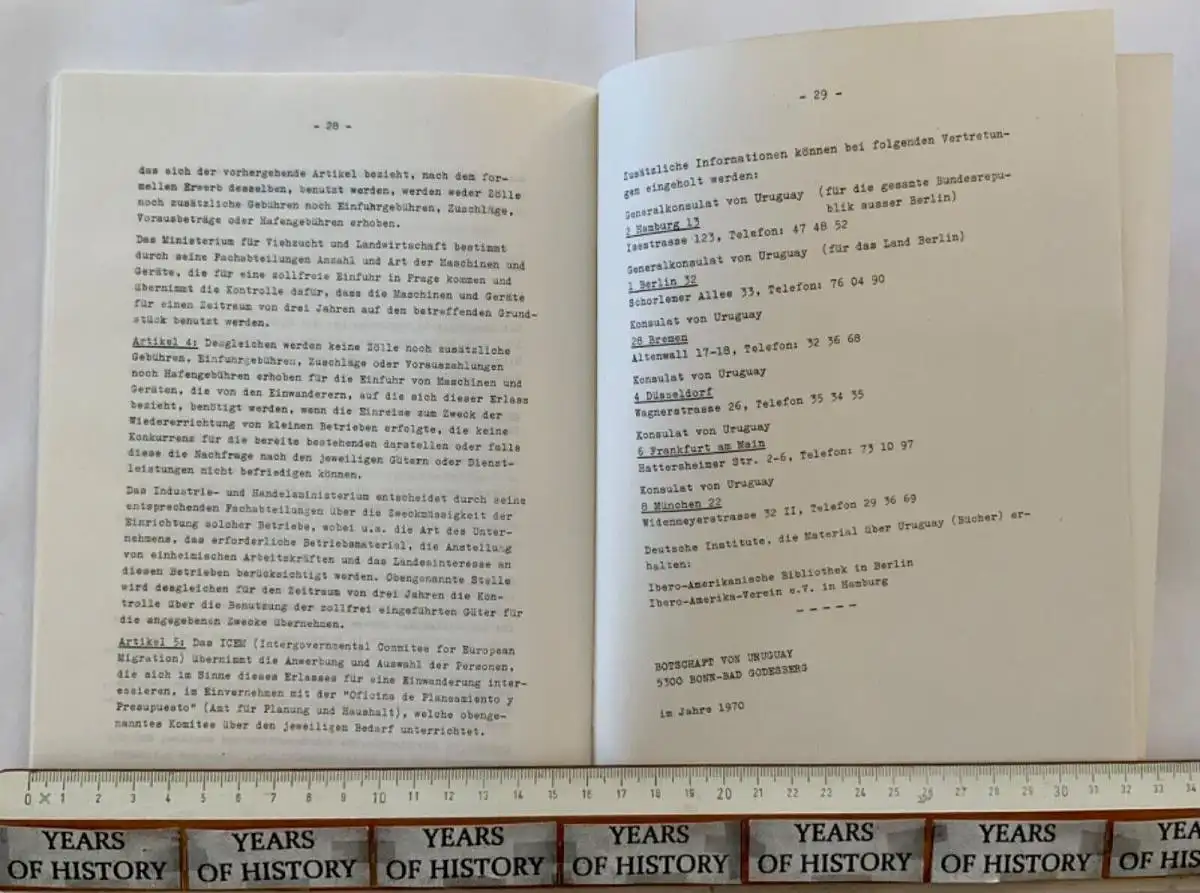 - 28 -
das sich der vorhergehende Artikel bezieht, nach dem for-
mellen Erwerb desselben, benutzt werden, werden weder Zölle
noch zusätzliche Gebühren noch Einfuhrgebühren, Zuschläge,
Vorausbeträge oder Hafengebühren erhoben.
Das Ministerium für Viehzucht und Landwirtschaft bestimmt
durch seine Fachabteilungen Anzahl und Art der Maschinen und
Geräte, die für eine zollfreie Einfuhr in Frage kommen und
übernimmt die Kontrolle dafür, dass die Maschinen und Geräte
für einen Zeitraum von drei Jahren auf den betreffenden Grund-
stück benutzt werden.
Artikel 4: Desgleichen werden keine Zölle noch zusätzliche
Gebühren, Einfuhrgebühren, Zuschläge oder Vorauszahlungen
noch Hafengebühren erhoben für die Einfuhr von Maschinen und
Geräten, die von den Einwanderern, auf die sich dieser Erlass
bezieht, benötigt werden, wenn die Einreise zum Zweck der
Wiedererrichtung von kleinen Betrieben erfolgte, die keine
Konkurrenz für die bereits bestehenden darstellen oder falls
diese die Nachfrage nach den jeweiligen Gütern oder Dienst-
leistungen nicht befriedigen können.
Das Industrie- und Handelsministerium entscheidet durch seine
entsprechenden Fachabteilungen über die Zweckmässigkeit der
Einrichtung solcher Betriebe, wobei u.a. die Art des Unter-
nehmens, das erforderliche Betriebsmaterial, die Anstellung
von einheimischen Arbeitskräften und das Landesinteresse an
diesen Betrieben berücksichtigt werden. Obengenannte Stelle
wird desgleichen für den Zeitraum von drei Jahren die Kon-
trolle über die Benutzung der zollfrei eingeführten Güter für
die angegebenen Zwecke übernehmen.
Artikel 5: Das ICEM (Intergovernmental Commitee for European
Migration) übernimmt die Anwerbung und Auswahl der Personen,
die sich im Sinne dieses Erlasses für eine Einwanderung inter-
essieren, im Einvernehmen mit der "Oficina de Planeamiento y
Presupuesto" (Amt für Planung und Haushalt), welche obenge-
nanntes Komitee über den jeweiligen Bedarf unterrichtet.
- 29 -
Zusätzliche Informationen können bei folgenden Vertretun-
gen eingeholt werden:
Generalkonsulat von Uruguay (für die gesamte Bundesrepu-
blik ausser Berlin)
2 Hamburg 13
Isestrasse 123, Telefon: 47 48 52
Generalkonsulat von Uruguay (für das Land Berlin)
1 Berlin 32
Schorlemer Allee 33, Telefon: 76 04 90
Konsulat von Uruguay
28 Bremen
Altenwall 17-18, Telefon: 32 36 68
Konsulat von Uruguay
4 Düsseldorf
Wagnerstrasse 26, Telefon 35 34 35
Konsulat von Uruguay
6 Frankfurt am Main
Hattersheimer Str. 2-6, Telefon: 73 10 97
Konsulat von Uruguay
8 München 22
Widenmeyerstrasse 32 II, Telefon 29 36 69
Deutsche Institute, die Material über Uruguay (Bücher) er-
halten:
Ibero-Amerikanische Bibliothek in Berlin
Ibero-Amerika-Verein e.V. in Hamburg
- - - - -
BOTSCHAFT VON URUGUAY
5300 BONN-BAD GODESBERG
im Jahre 1970
0 1 2 3 4 5 6 7 8 9 10 11 12 13 14 15 16 17 18 19 20 21 22 23 24 25 26 27 28 29 30 31 32 33 34
YEARS OF HISTORY YEARS OF HISTORY YEARS OF HISTORY YEARS OF HISTORY YEARS OF HISTORY YEARS OF HISTORY YEA
OF HIS